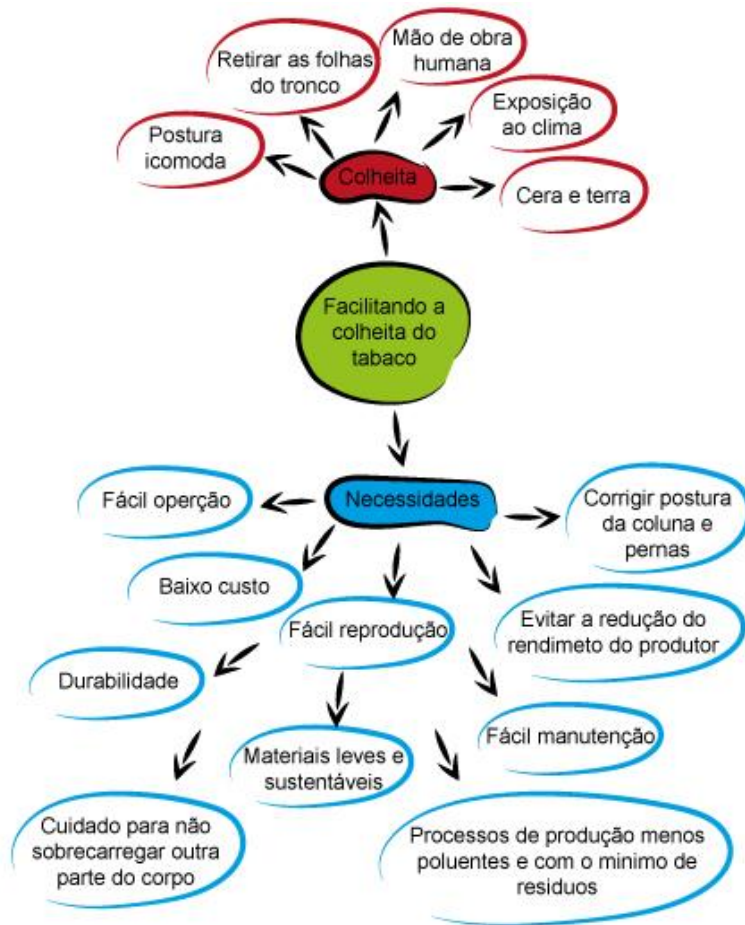 Retirar as folhas
do tronco
Mão de obra
humana
Postura
icomoda
Exposição
ao clima
Colheita
Cera e terra
Facilitando a
colheita do
tabaco
Necessidades
Fácil operção
Corrigir postura
da coluna e
pernas
Baixo custo
Fácil reprodução
Evitar a redução do
rendimeto do produtor
Durabilidade
Materiais leves e
sustentáveis
Fácil manutenção
Cuidado para não
sobrecarregar outra
parte do corpo
Processos de produção menos
poluentes e com o minimo de
residuos